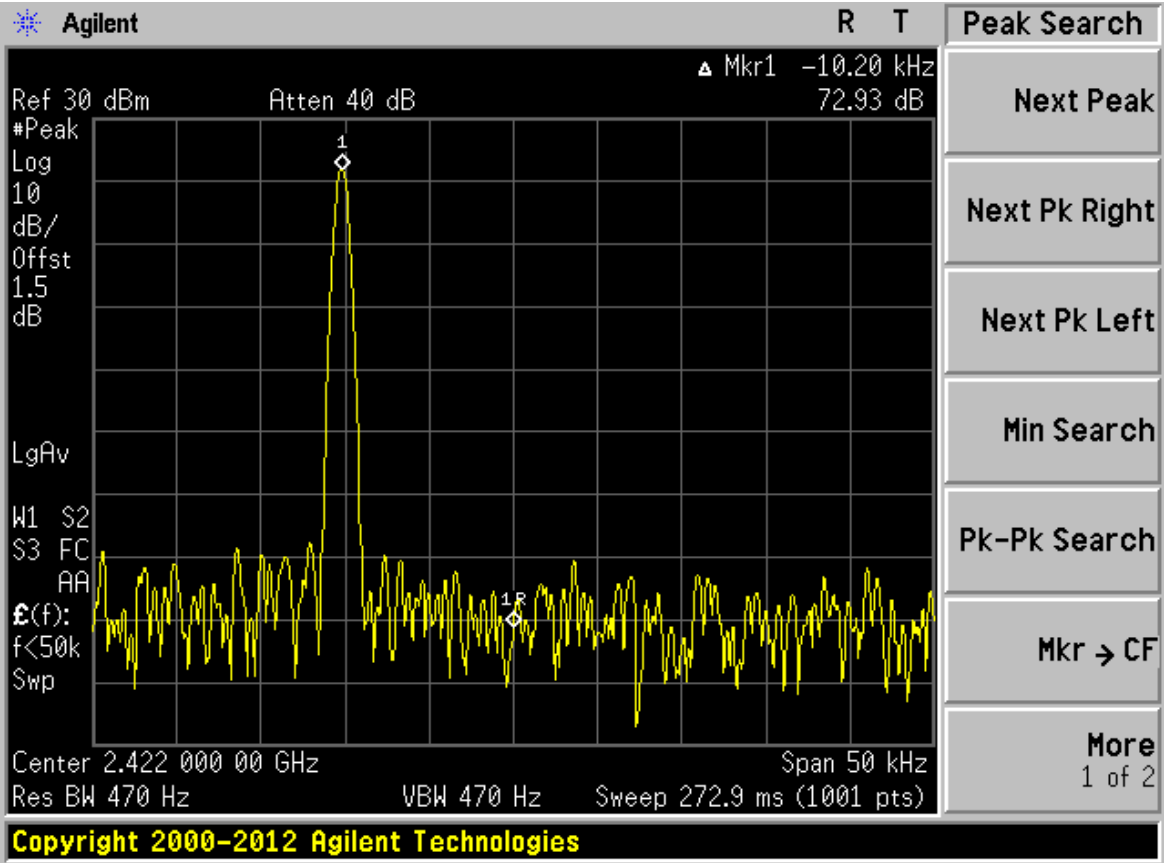 Agilent R T
Peak Search
Δ Mkr1 -10.20 kHz
Ref 30 dBm Atten 40 dB 72.93 dB
#Peak
Log
10
dB/
Offst
1.5
dB
LgAv
W1 S2
S3 FC
AA
£(f):
f<50k
Swp
1
1R
Center 2.422 000 00 GHz Span 50 kHz
Res BW 470 Hz VBW 470 Hz Sweep 272.9 ms (1001 pts)
Next Peak
Next Pk Right
Next Pk Left
Min Search
Pk-Pk Search
Mkr → CF
More
1 of 2
Copyright 2000-2012 Agilent Technologies